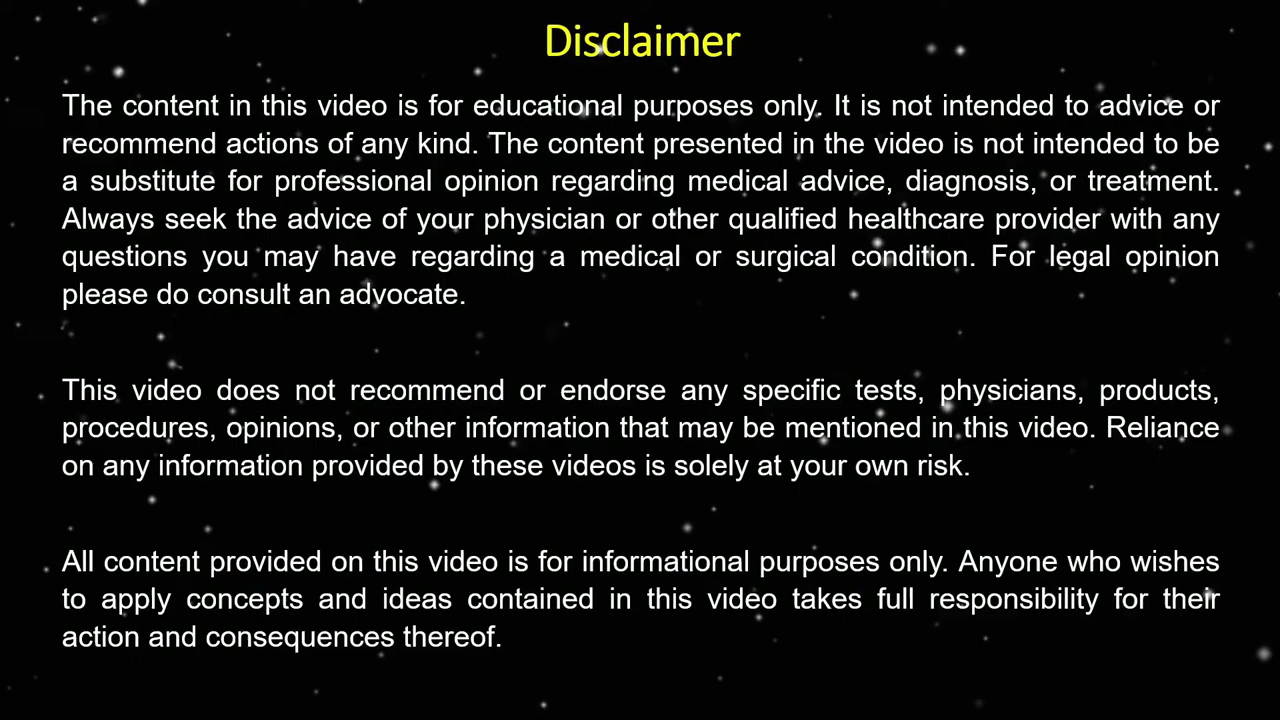 Disclaimer
The content in this video is for educational purposes only. It is not intended to advice or
recommend actions of any kind. The content presented in the video is not intended to be
a substitute for professional opinion regarding medical advice, diagnosis, or treatment.
Always seek the advice of your physician or other qualified healthcare provider with any
questions you may have regarding a medical or surgical condition. For legal opinion
please do consult an advocate.
This video does not recommend or endorse any specific tests, physicians, products,
procedures, opinions, or other information that may be mentioned in this video. Reliance
on any information provided by these videos is solely at your own risk.
All content provided on this video is for informational purposes only. Anyone who wishes
to apply concepts and ideas contained in this video takes full responsibility for their
action and consequences thereof.